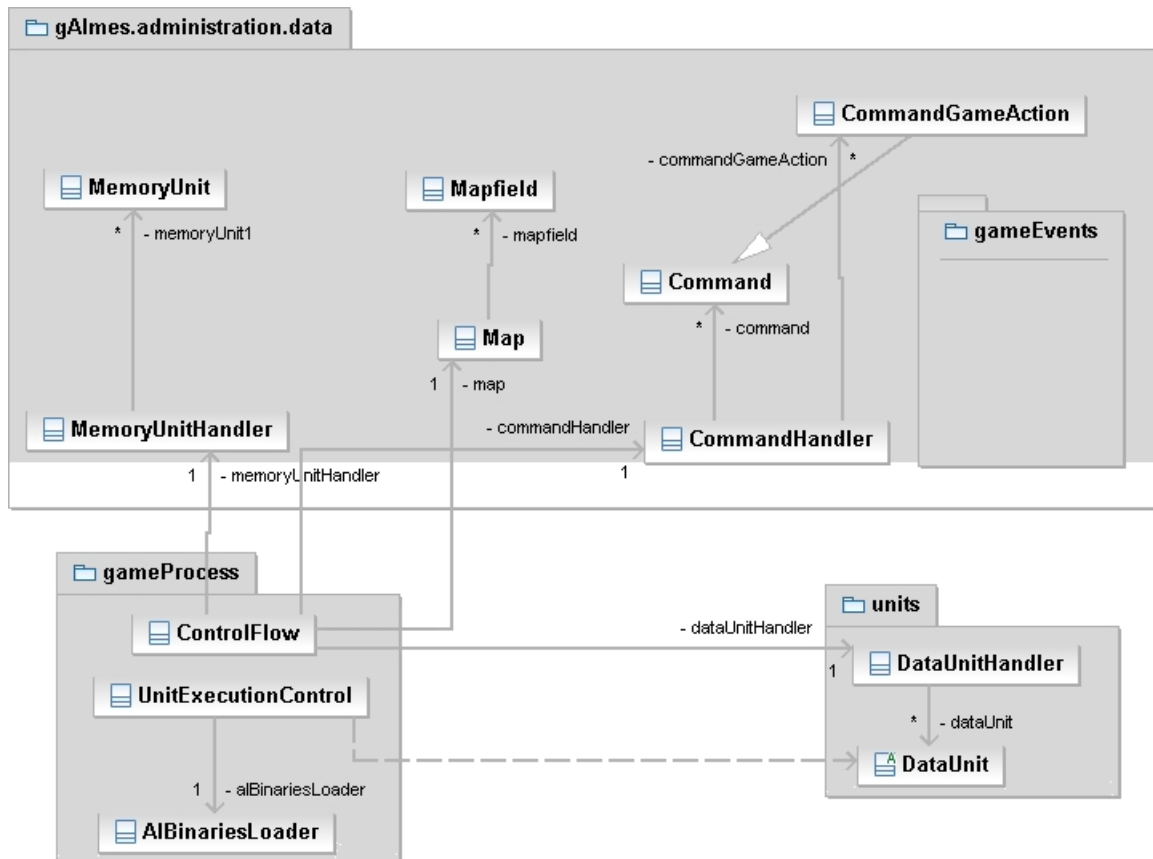 gAImes.administration.data
CommandGameAction
- commandGameAction *
MemoryUnit
Mapfield
* - memoryUnit1
* - mapfield
gameEvents
Command
* - command
Map
1 - map
MemoryUnitHandler
- commandHandler
CommandHandler
1 - memoryUnitHandler
1
gameProcess
units
ControlFlow
- dataUnitHandler
1
DataUnitHandler
UnitExecutionControl
* - dataUnit
A
DataUnit
1 - aIBinariesLoader
AIBinariesLoader